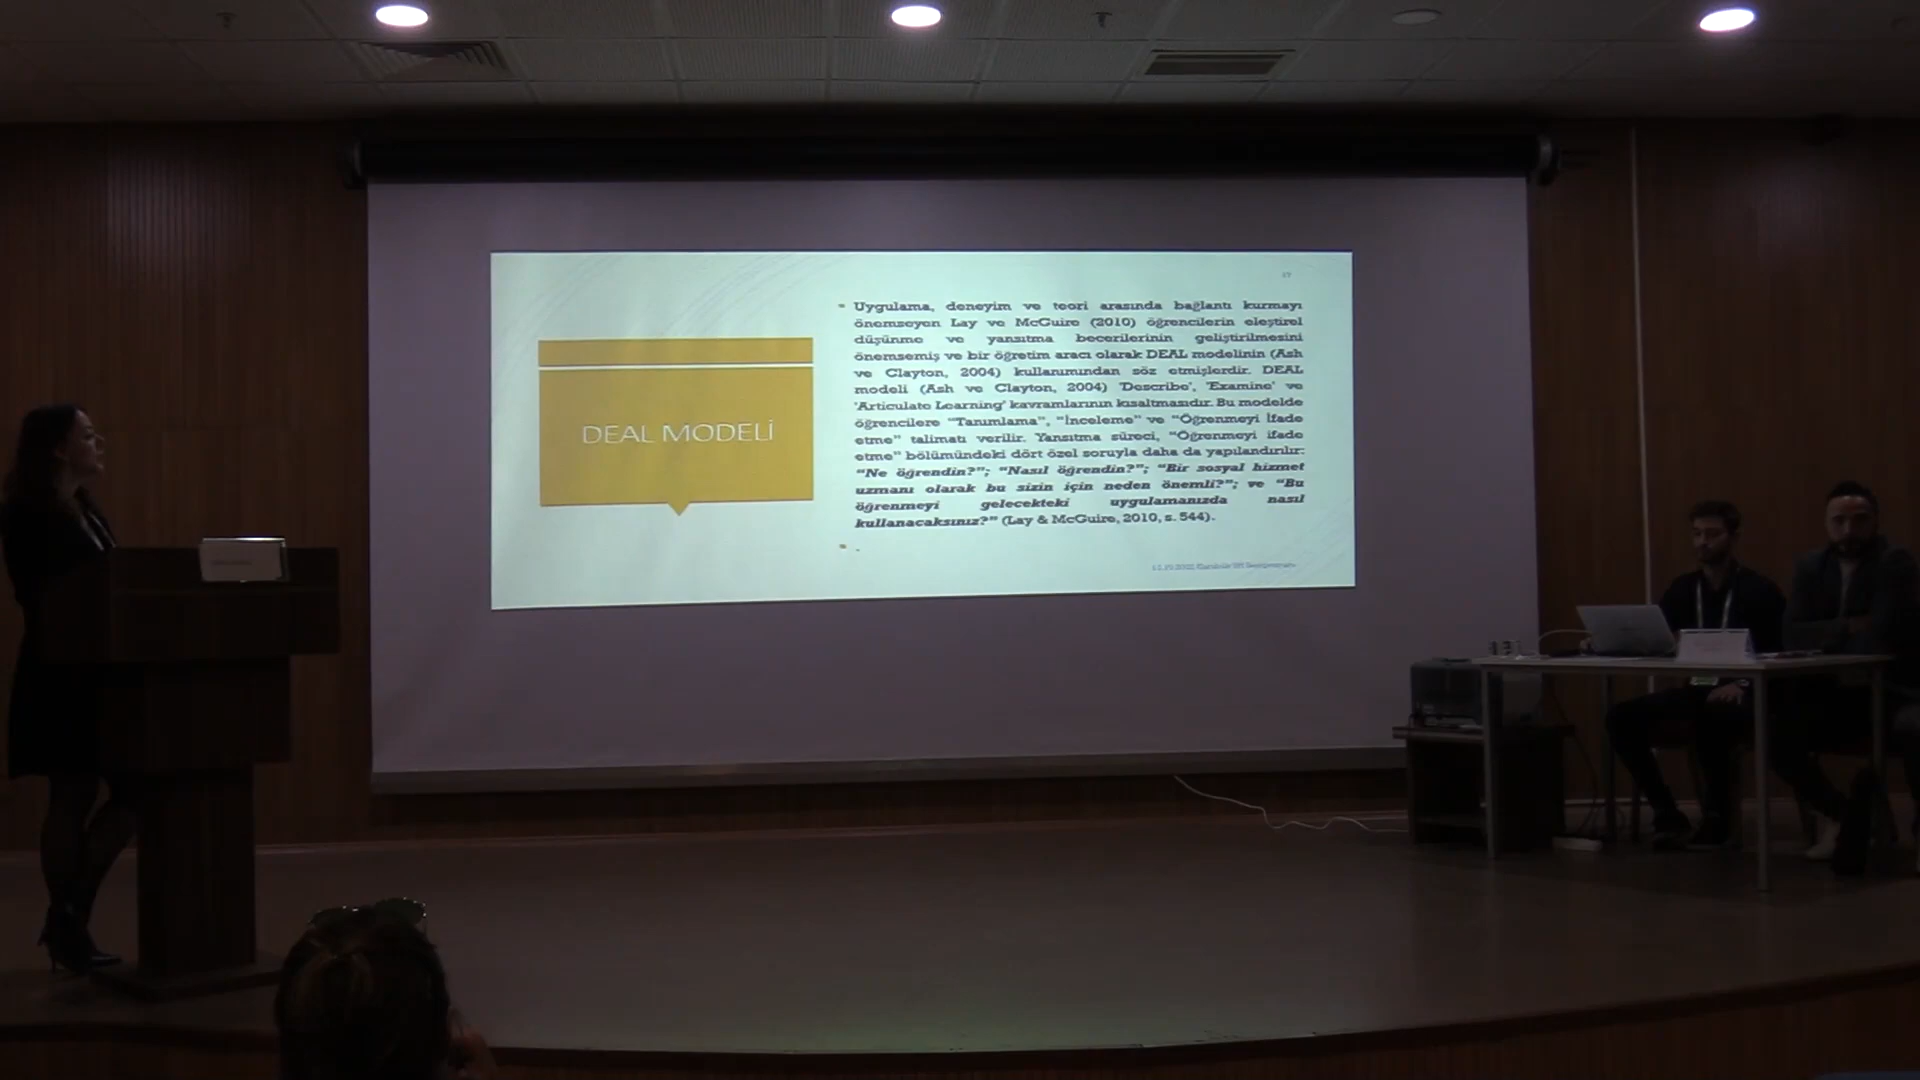 DEAL MODELİ
Uygulama, deneyim ve teori arasında bağlantı kurmayı
önemseyen Lay ve McGuire (2010) öğrencilerin eleştirel
düşünme ve yansıtma becerilerinin geliştirilmesini
önemsemiş ve bir öğretim aracı olarak DEAL modelinin (Ash
ve Clayton, 2004) kullanımından söz etmişlerdir. DEAL
modeli (Ash ve Clayton, 2004) 'Describe', 'Examine' ve
'Articulate Learning' kavramlarının kısaltmasıdır. Bu modelde
öğrencilere "Tanımlama", "İnceleme" ve "Öğrenmeyi İfade
etme" talimatı verilir. Yansıtma süreci, "Öğrenmeyi ifade
etme" bölümündeki dört özel soruyla daha da yapılandırılır:
"Ne öğrendin?"; "Nasıl öğrendin?"; "Bir sosyal hizmet
uzmanı olarak bu sizin için neden önemli?"; ve "Bu
öğrenmeyi gelecekteki uygulamanızda nasıl
kullanacaksınız?" (Lay & McGuire, 2010, s. 544).
.